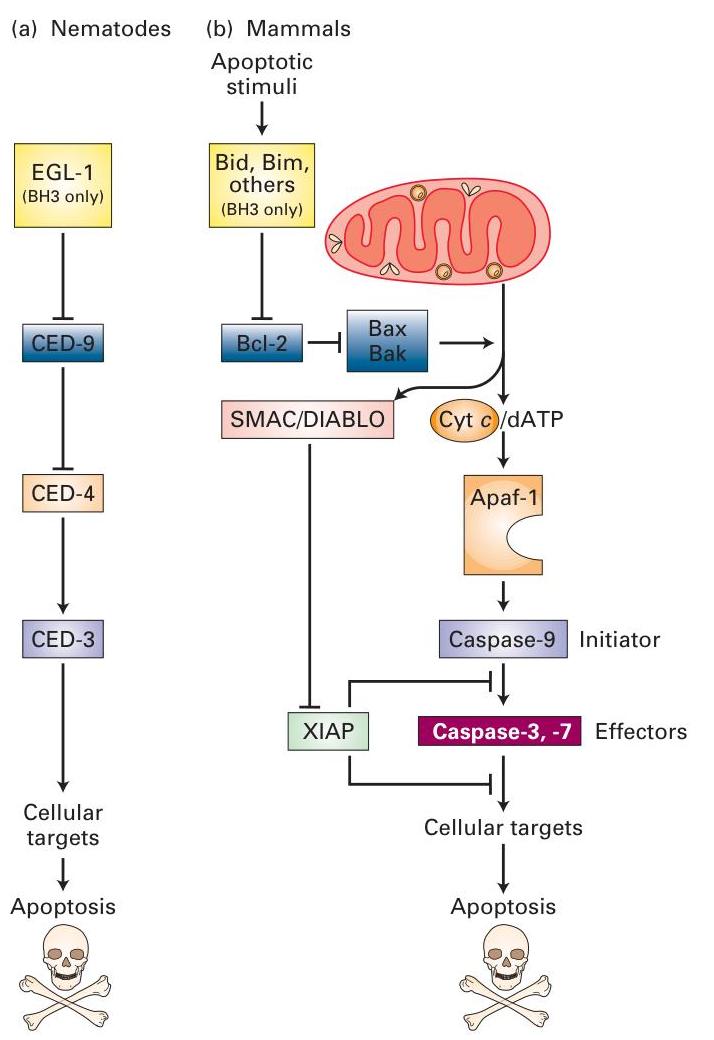 (a) Nematodes
EGL-1
(BH3 only)
CED-9
CED-4
CED-3
Cellular
targets
Apoptosis
(b) Mammals
Apoptotic
stimuli
Bid, Bim,
others
(BH3 only)
Bcl-2
Bax
Bak
SMAC/DIABLO
Cyt c/dATP
Apaf-1
Caspase-9
Initiator
XIAP
Caspase-3, -7
Effectors
Cellular targets
Apoptosis